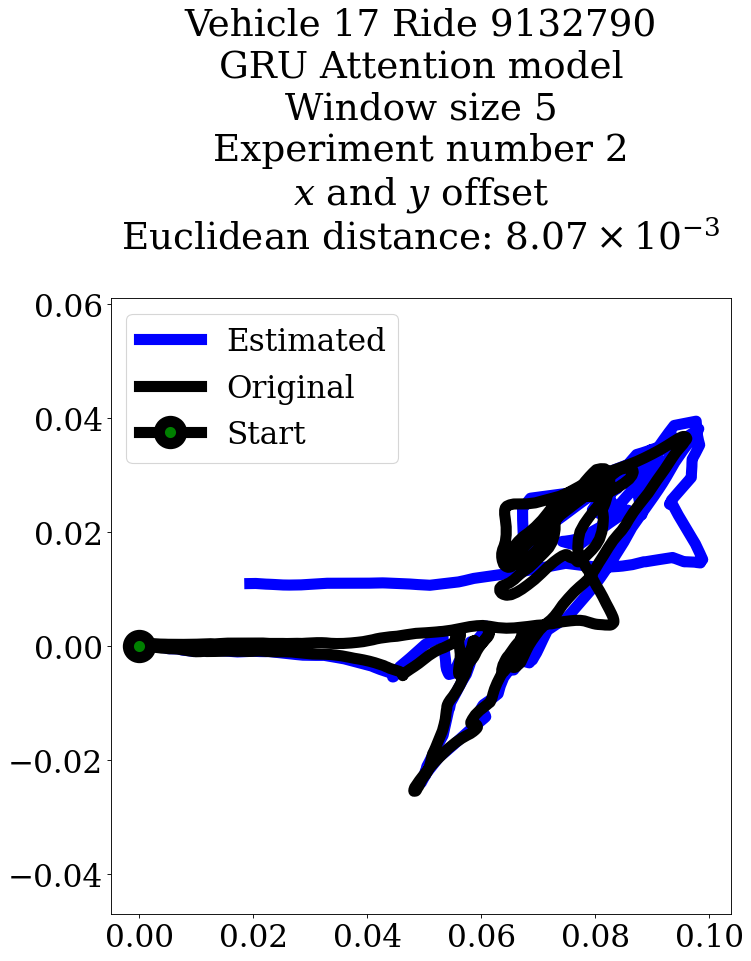 Vehicle 17 Ride 9132790
GRU Attention model
Window size 5
Experiment number 2
x and y offset
Euclidean distance: 8.07 × 10⁻³
0.06
0.04
0.02
0.00
−0.02
−0.04
Estimated
Original
Start
0.00 0.02 0.04 0.06 0.08 0.10